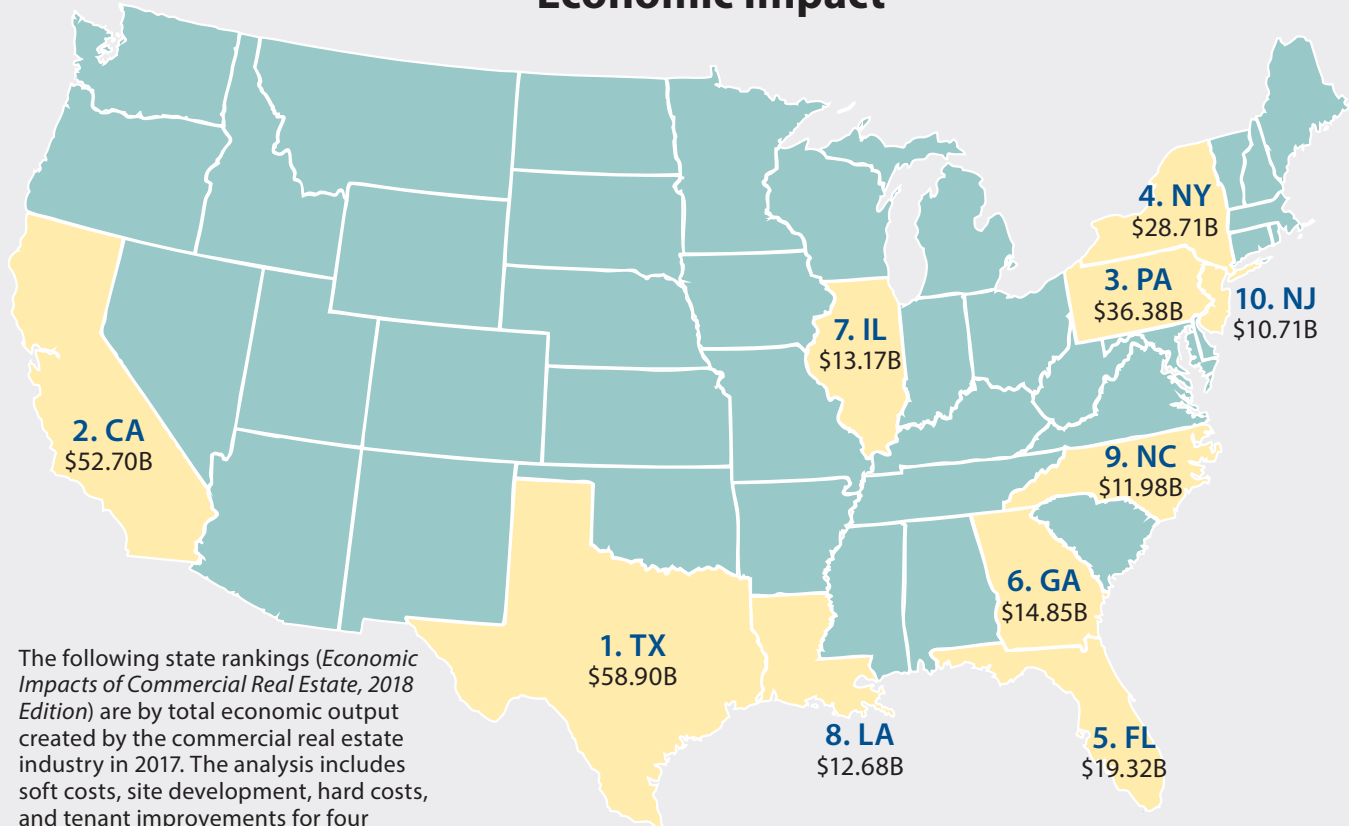 Economic Impact
4. NY
$28.71B
3. PA
$36.38B
10. NJ
$10.71B
7. IL
$13.17B
2. CA
$52.70B
9. NC
$11.98B
6. GA
$14.85B
1. TX
$58.90B
8. LA
$12.68B
5. FL
$19.32B
The following state rankings (Economic
Impacts of Commercial Real Estate, 2018
Edition) are by total economic output
created by the commercial real estate
industry in 2017. The analysis includes
soft costs, site development, hard costs,
and tenant improvements for four